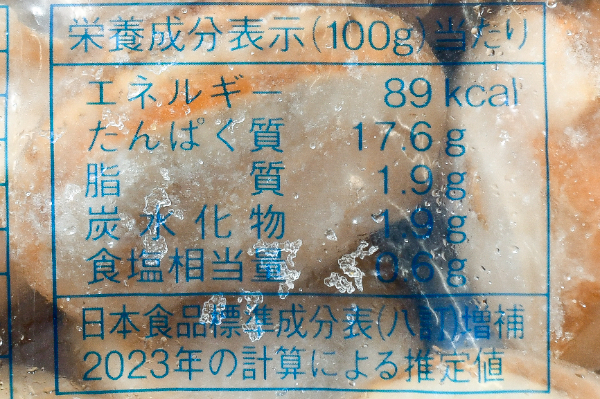 栄養成分表示(100g)当たり
エネルギー 89 kcal
たんぱく質 17.6 g
脂質 1.9 g
炭水化物 1.9 g
食塩相当量 0.6 g
日本食品標準成分表(八訂)増補
2023年の計算による推定値